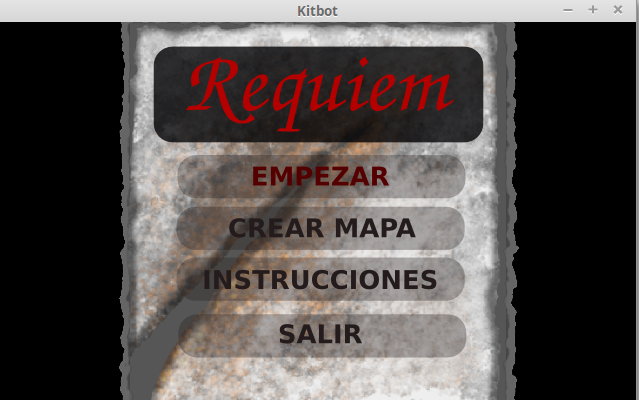 Kitbot
Requiem
EMPEZAR
CREAR MAPA
INSTRUCCIONES
SALIR